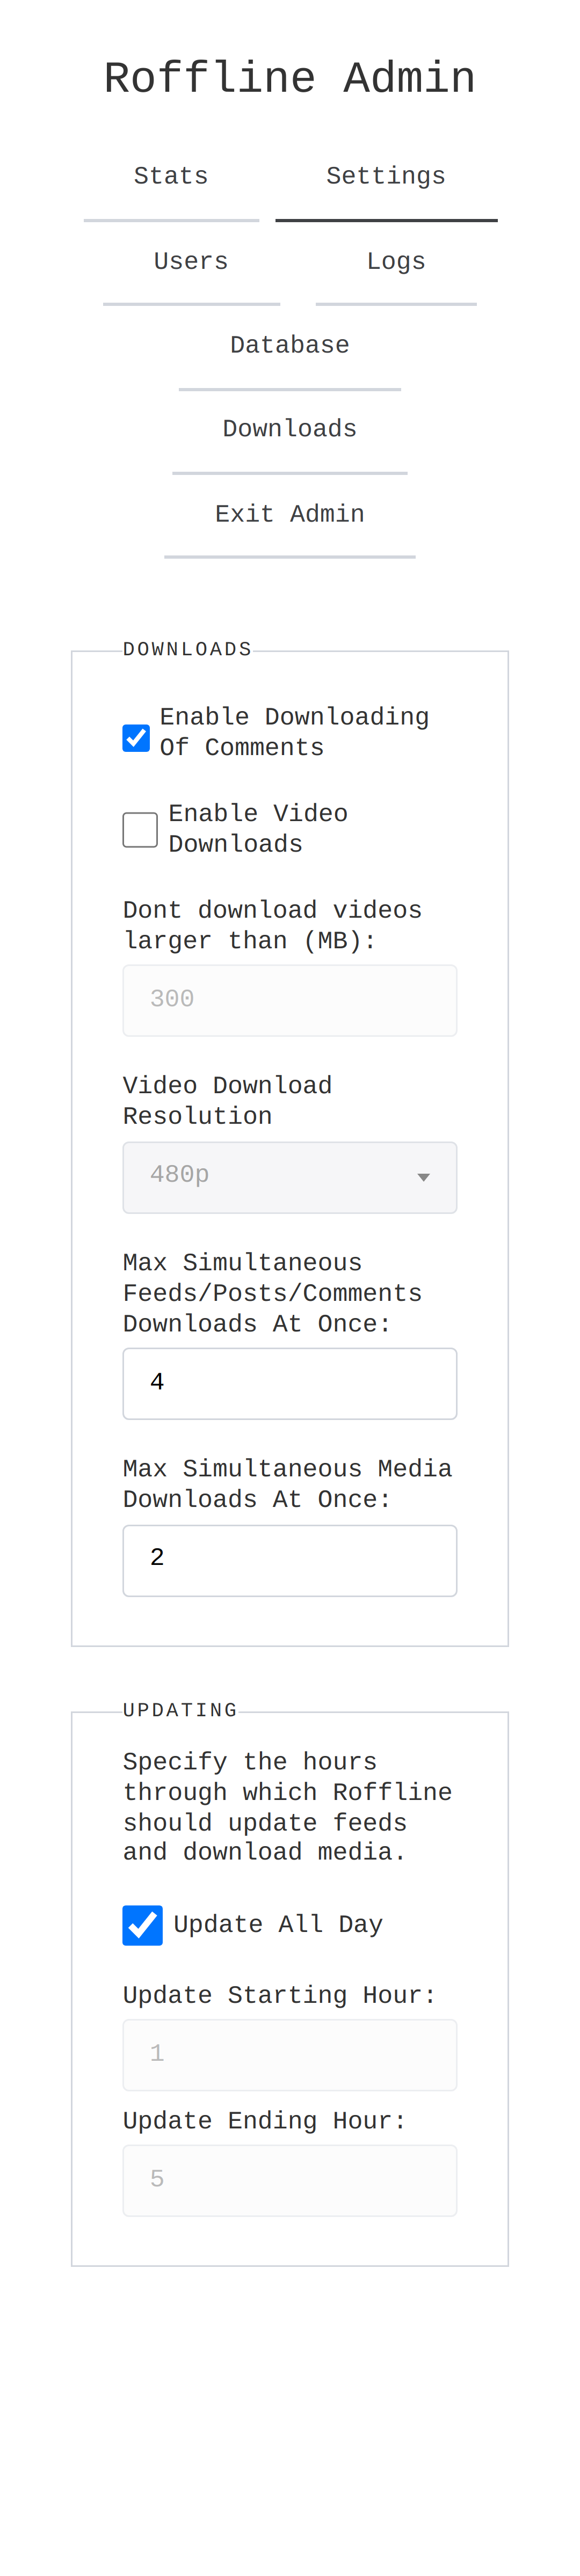 Roffline Admin
Stats
Settings
Users
Logs
Database
Downloads
Exit Admin
DOWNLOADS
Enable Downloading
Of Comments
Enable Video
Downloads
Dont download videos
larger than (MB):
300
Video Download
Resolution
480p
Max Simultaneous
Feeds/Posts/Comments
Downloads At Once:
4
Max Simultaneous Media
Downloads At Once:
2
UPDATING
Specify the hours
through which Roffline
should update feeds
and download media.
Update All Day
Update Starting Hour:
1
Update Ending Hour:
5